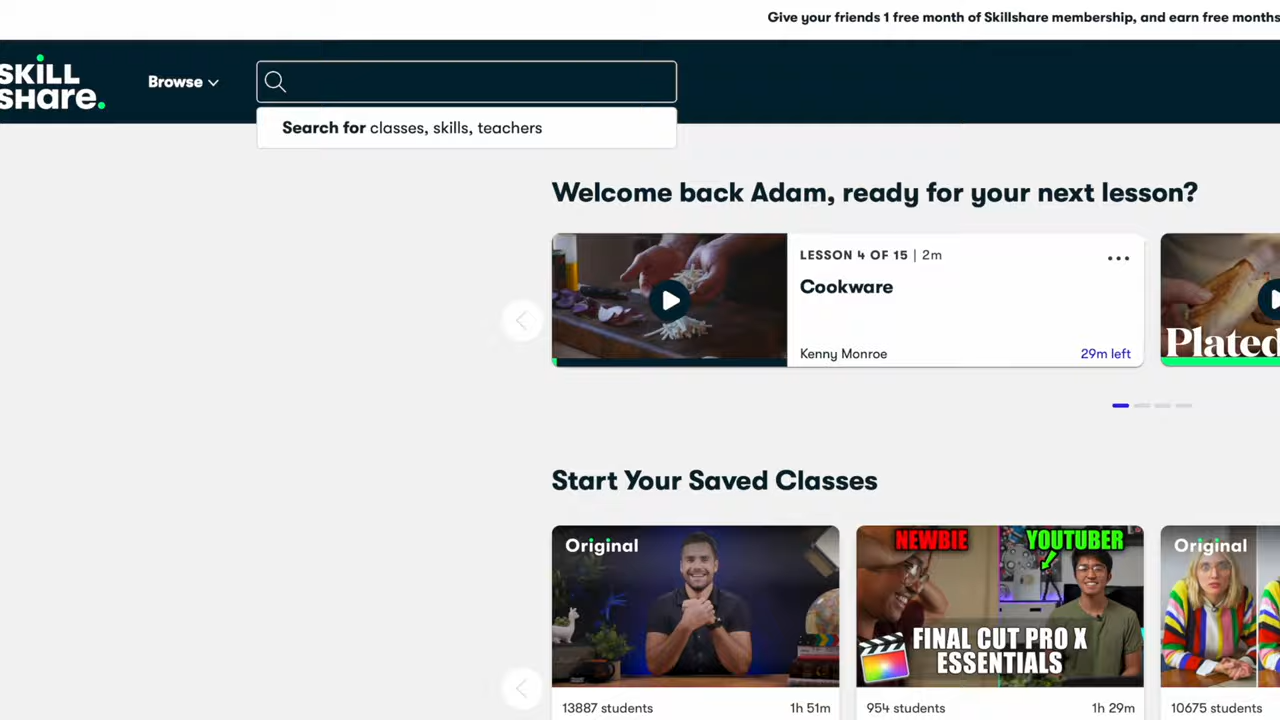 Give your friends 1 free month of Skillshare membership, and earn free months
SKILL
SHare.
Browse
Search for classes, skills, teachers
Welcome back Adam, ready for your next lesson?
LESSON 4 OF 15 | 2m
Cookware
Kenny Monroe
29m left
Plated
Start Your Saved Classes
Original
NEWBIE
YOUTUBER
FINAL CUT PRO X
ESSENTIALS
Original
13887 students
1h 51m
954 students
1h 29m
10675 students